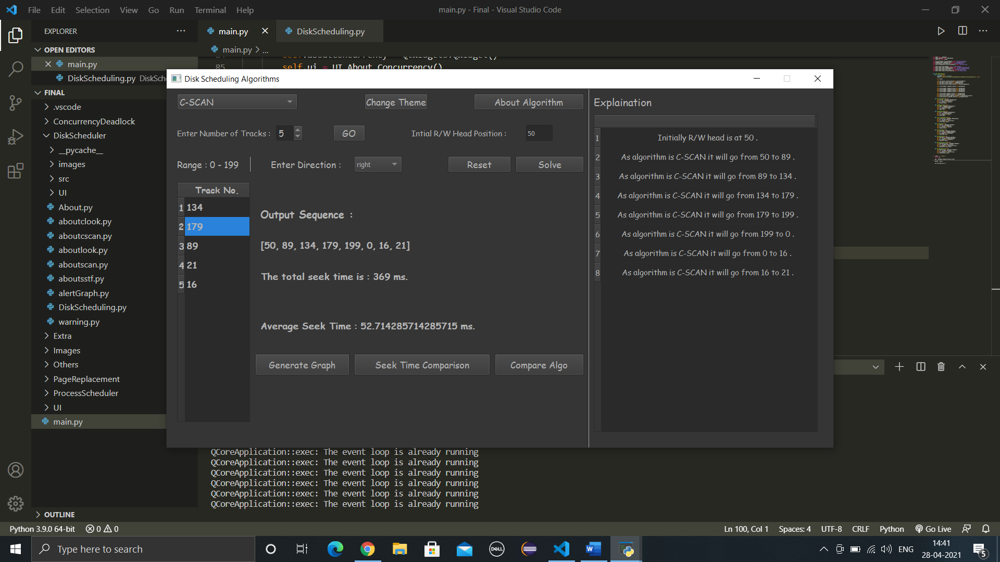 File Edit Selection View Go Run Terminal Help
main.py - Final - Visual Studio Code
EXPLORER
OPEN EDITORS
main.py
DiskScheduling.py DiskSch
FINAL
.vscode
ConcurrencyDeadlock
DiskScheduler
__pycache__
images
src
UI
About.py
aboutclook.py
aboutcscan.py
aboutlook.py
aboutscan.py
aboutsstf.py
alertGraph.py
DiskScheduling.py
warning.py
Extra
Images
Others
PageReplacement
ProcessScheduler
UI
main.py
OUTLINE
main.py
DiskScheduling.py
main.py > ...
85
self.ui = UI_About_Concurrency()
Disk Scheduling Algorithms
C-SCAN
Change Theme
About Algorithm
Enter Number of Tracks :
5
GO
Intial R/W Head Position :
50
Range : 0 - 199
Enter Direction :
right
Reset
Solve
Track No.
1 134
2 179
3 89
4 21
5 16
Output Sequence :
[50, 89, 134, 179, 199, 0, 16, 21]
The total seek time is : 369 ms.
Average Seek Time : 52.714285714285715 ms.
Generate Graph
Seek Time Comparison
Compare Algo
Explaination
1 Initially R/W head is at 50 .
2 As algorithm is C-SCAN it will go from 50 to 89 .
3 As algorithm is C-SCAN it will go from 89 to 134 .
4 As algorithm is C-SCAN it will go from 134 to 179 .
5 As algorithm is C-SCAN it will go from 179 to 199 .
6 As algorithm is C-SCAN it will go from 199 to 0 .
7 As algorithm is C-SCAN it will go from 0 to 16 .
8 As algorithm is C-SCAN it will go from 16 to 21 .
QCoreApplication::exec: The event loop is already running
QCoreApplication::exec: The event loop is already running
QCoreApplication::exec: The event loop is already running
QCoreApplication::exec: The event loop is already running
QCoreApplication::exec: The event loop is already running
QCoreApplication::exec: The event loop is already running
Python 3.9.0 64-bit
0
0
Ln 100, Col 1
Spaces: 4
UTF-8
CRLF
Python
Go Live
Type here to search
DELL
ENG
14:41
28-04-2021
5